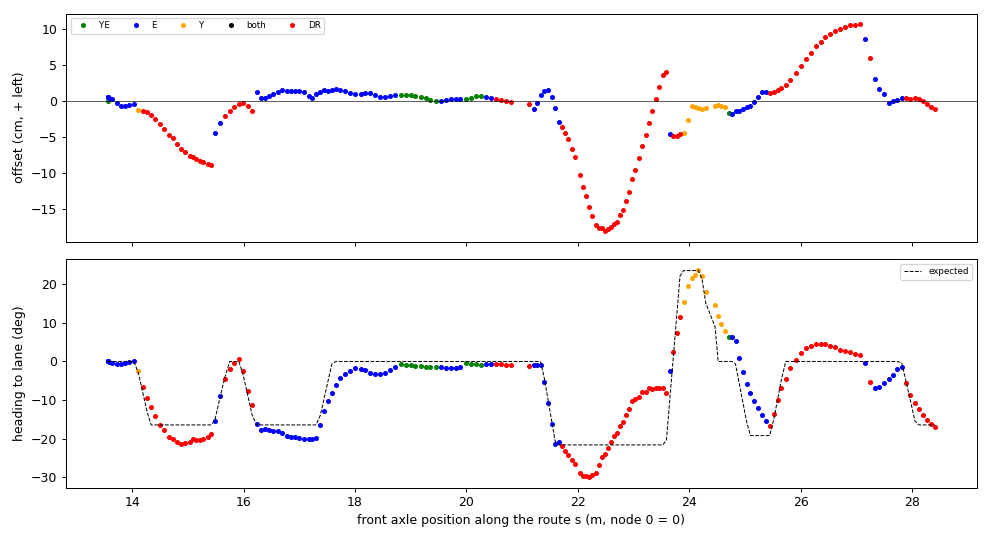 YE E Y both DR
offset (cm, + left)
10
5
0
−5
−10
−15
expected
heading to lane (deg)
20
10
0
−10
−20
−30
14 16 18 20 22 24 26 28
front axle position along the route s (m, node 0 = 0)